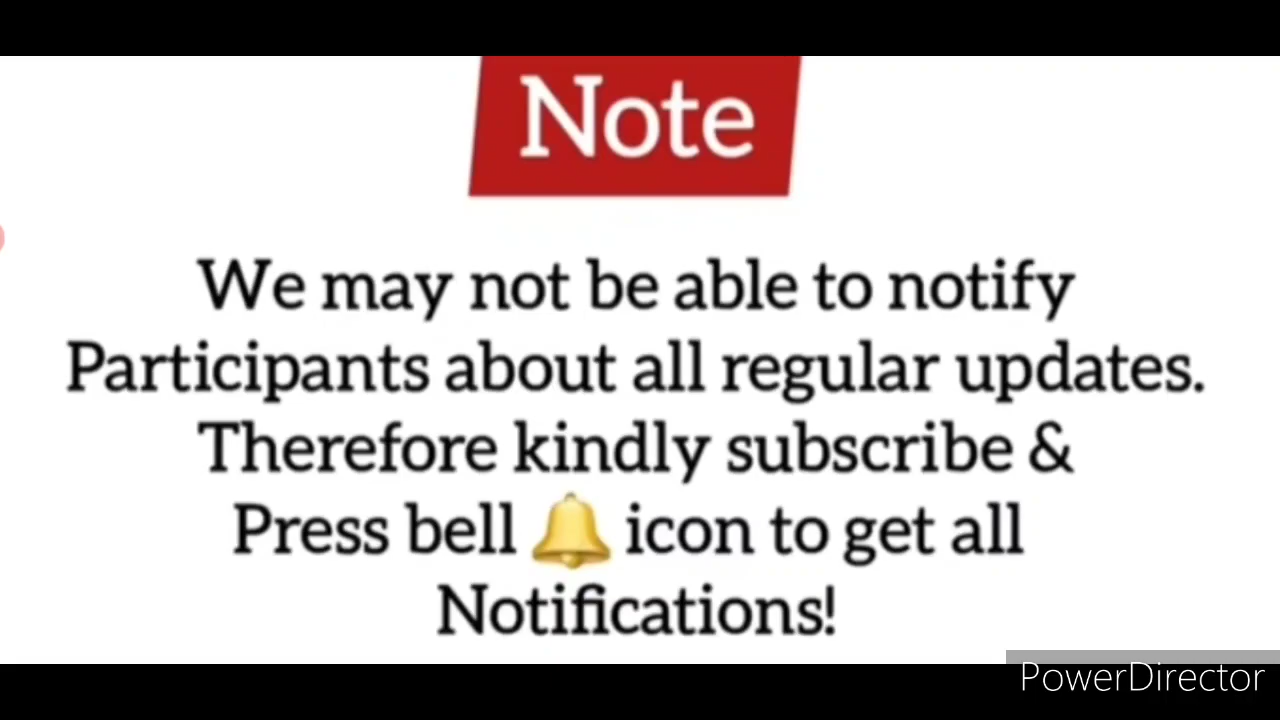 Note
We may not be able to notify
Participants about all regular updates.
Therefore kindly subscribe &
Press bell 🔔 icon to get all
Notifications!
PowerDirector